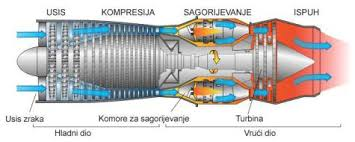 USIS KOMPRESIJA SAGORIJEVANJE ISPUH
Usis zraka Komore za sagorijevanje Turbina
Hladni dio Vrući dio